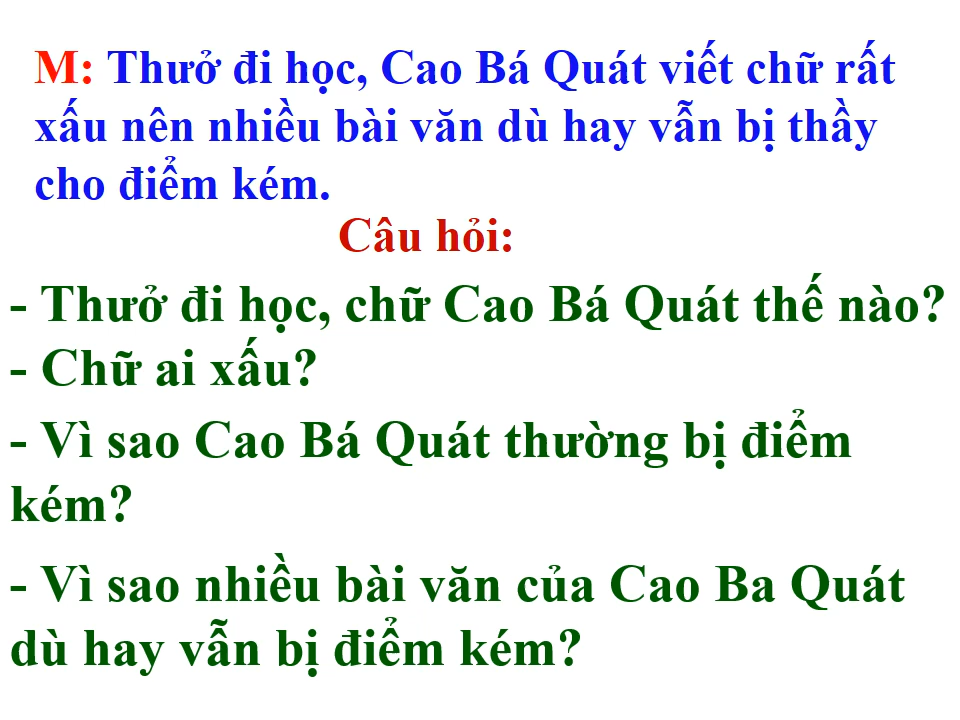 M: Thưở đi học, Cao Bá Quát viết chữ rất
xấu nên nhiều bài văn dù hay vẫn bị thầy
cho điểm kém.
Câu hỏi:
- Thưở đi học, chữ Cao Bá Quát thế nào?
- Chữ ai xấu?
- Vì sao Cao Bá Quát thường bị điểm
kém?
- Vì sao nhiều bài văn của Cao Ba Quát
dù hay vẫn bị điểm kém?